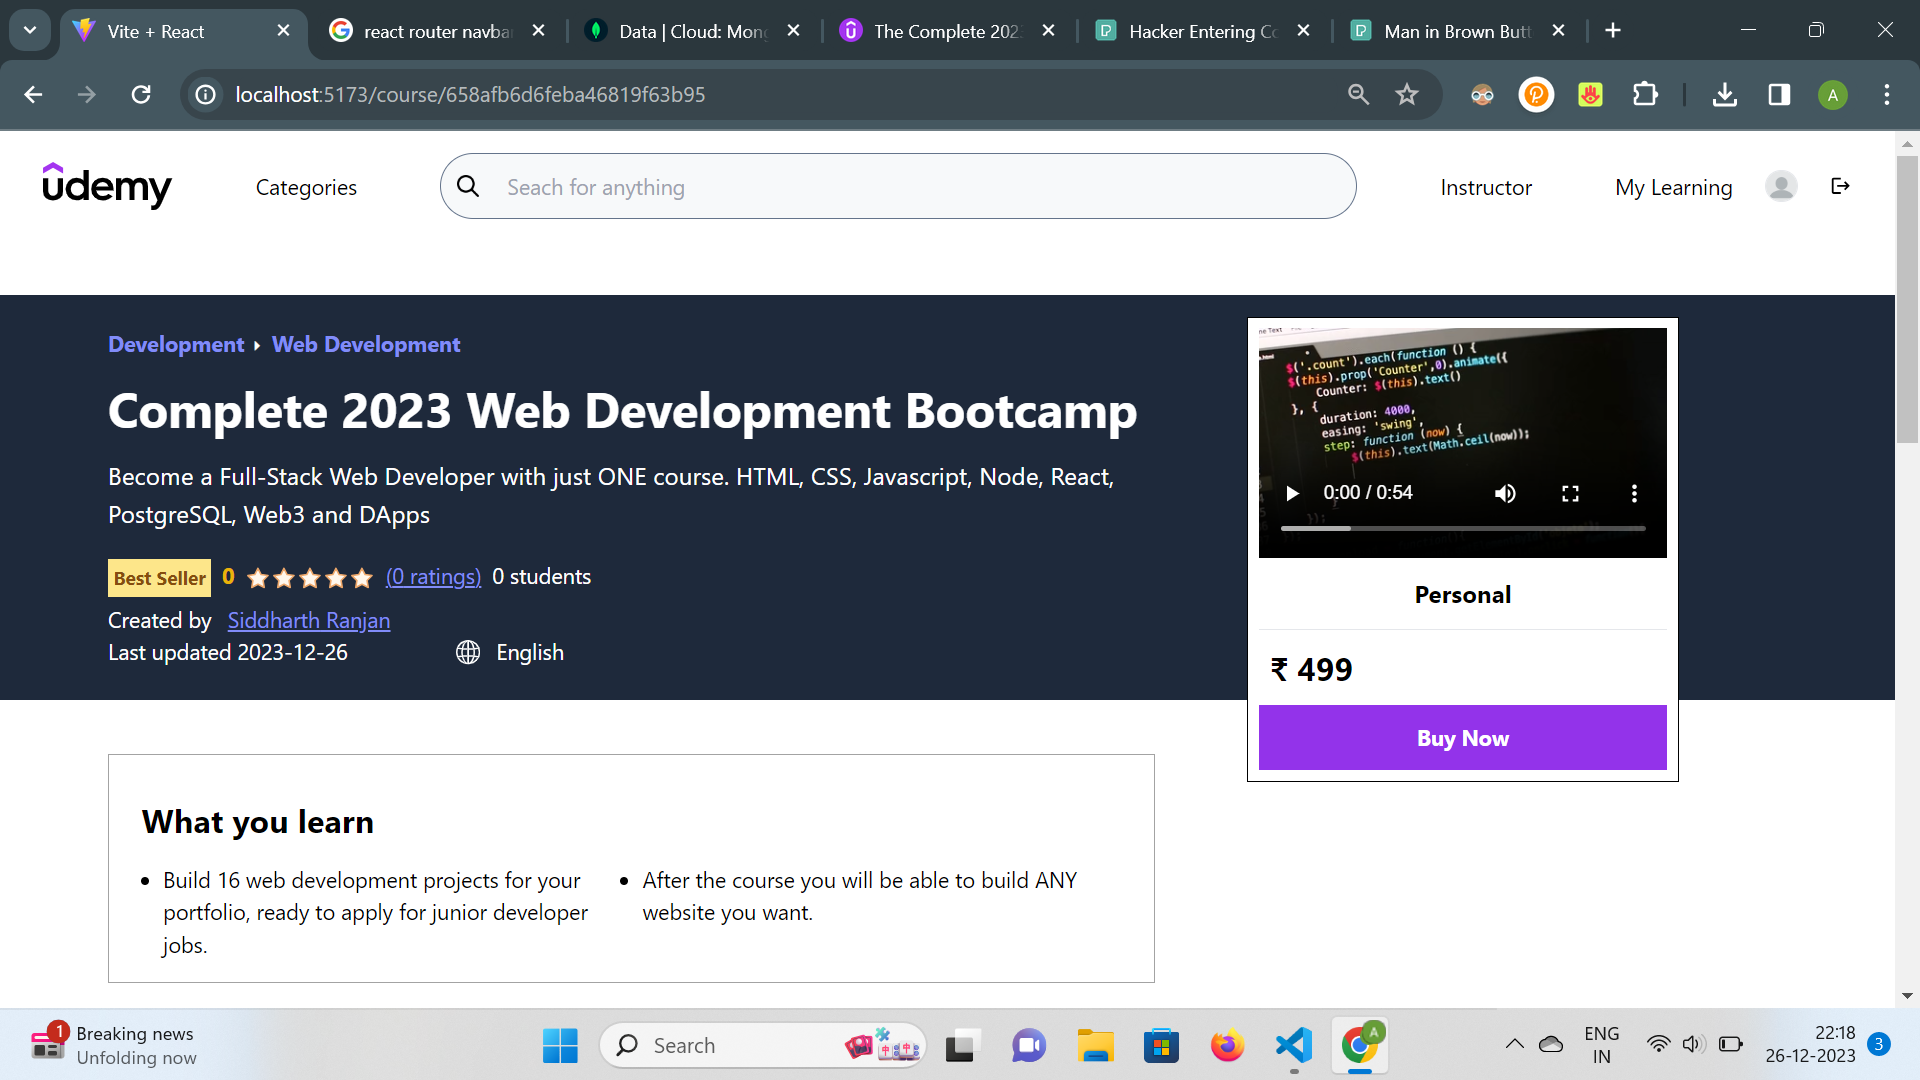 Vite + React
react router navba
Data | Cloud: Mong
The Complete 202
Hacker Entering Co
Man in Brown Butt
localhost:5173/course/658afb6d6feba46819f63b95
A
udemy
Categories
Seach for anything
Instructor
My Learning
Development
Web Development
Complete 2023 Web Development Bootcamp
Become a Full-Stack Web Developer with just ONE course. HTML, CSS, Javascript, Node, React,
PostgreSQL, Web3 and DApps
Best Seller 0 (0 ratings) 0 students
Created by Siddharth Ranjan
Last updated 2023-12-26
English
$('.count').each(function () {
$(this).prop('Counter',0).animate({
Counter: $(this).text()
}, {
duration: 4000,
easing: 'swing',
step: function (now) {
$(this).text(Math.ceil(now));
}
});
0:00 / 0:54
Personal
₹ 499
Buy Now
What you learn
• Build 16 web development projects for your
portfolio, ready to apply for junior developer
jobs.
• After the course you will be able to build ANY
website you want.
1
Breaking news
Unfolding now
Search
A
ENG
IN
22:18
26-12-2023
3